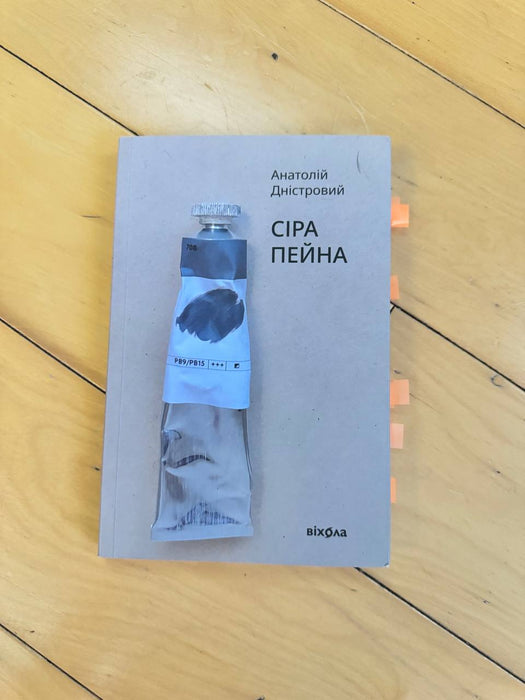 Анатолій
Дністровий
СІРА
ПЕЙНА
708
PB9/PB15 +++
віхола